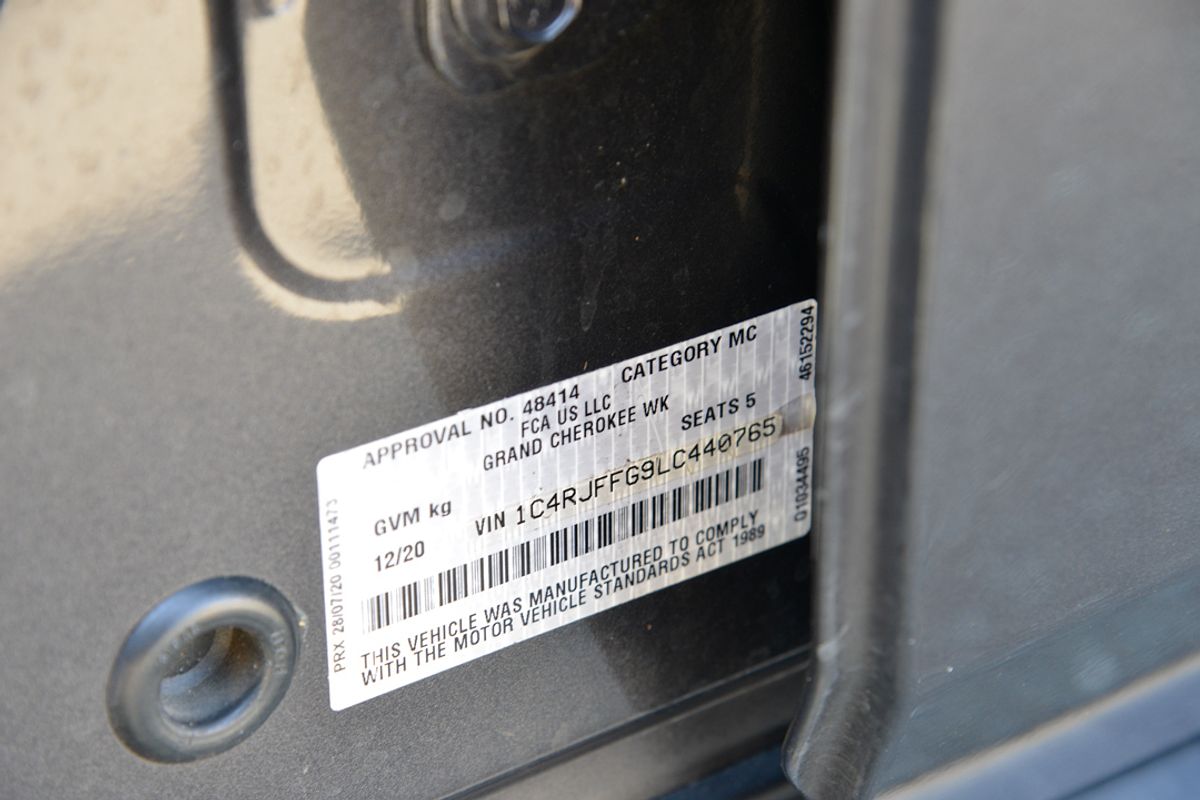 APPROVAL NO. 48414 CATEGORY MC
FCA US LLC
GRAND CHEROKEE WK SEATS 5
GVM kg VIN 1C4RJFFG9LC440765
12/20
THIS VEHICLE WAS MANUFACTURED TO COMPLY
WITH THE MOTOR VEHICLE STANDARDS ACT 1989
PRX 28/07/20 00111473
46152294
01034495